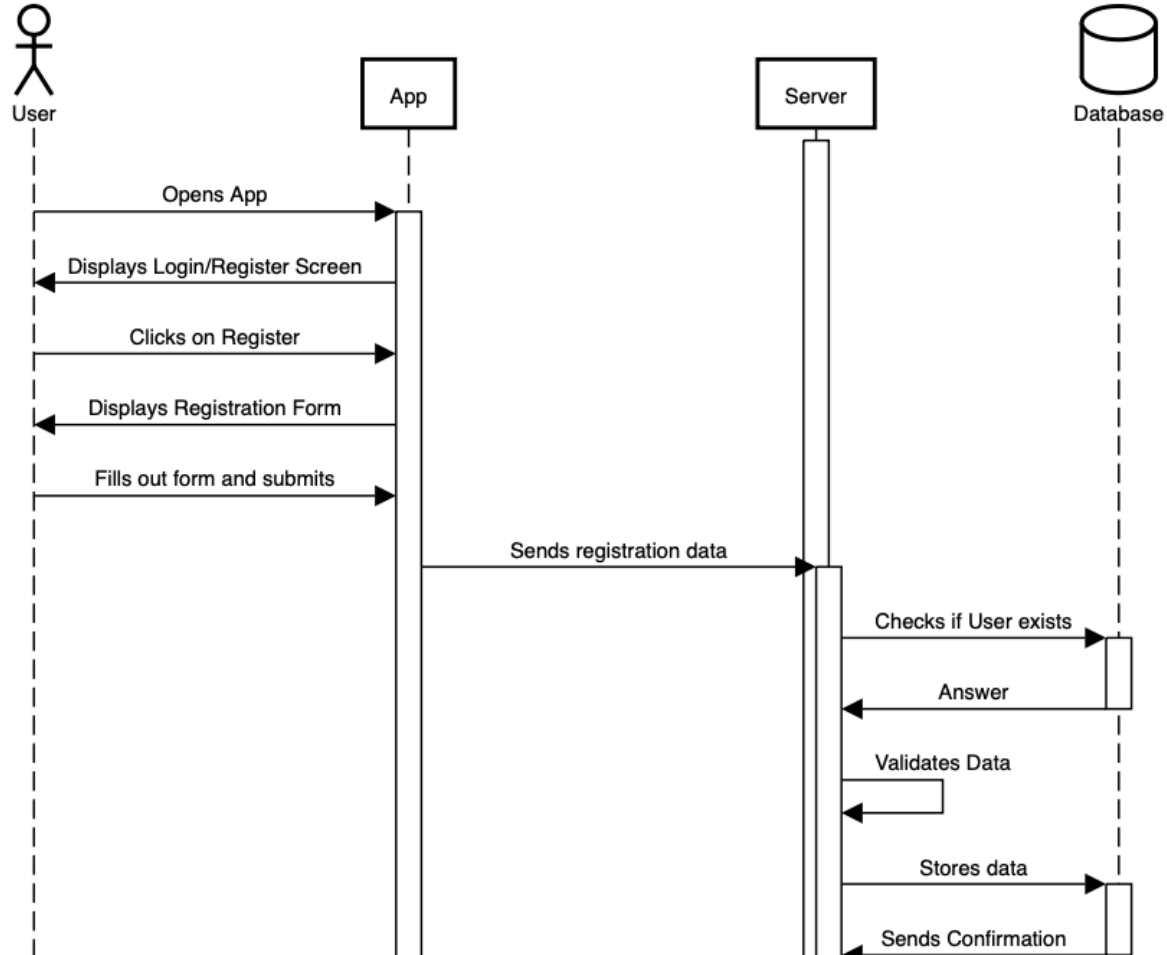 User
App
Server
Database
Opens App
Displays Login/Register Screen
Clicks on Register
Displays Registration Form
Fills out form and submits
Sends registration data
Checks if User exists
Answer
Validates Data
Stores data
Sends Confirmation